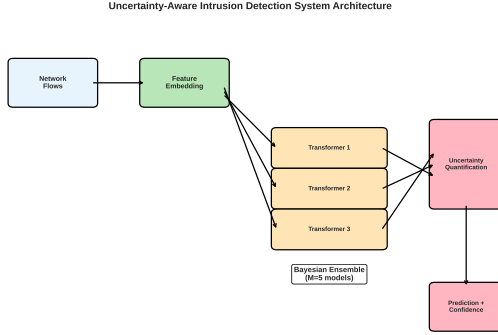 Uncertainty-Aware Intrusion Detection System Architecture
Network
Flows
Feature
Embedding
Transformer 1
Transformer 2
Transformer 3
Bayesian Ensemble
(M=5 models)
Uncertainty
Quantification
Prediction +
Confidence